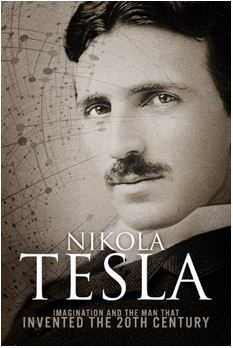 NIKOLA
TESLA
IMAGINATION AND THE MAN THAT
INVENTED THE 20TH CENTURY